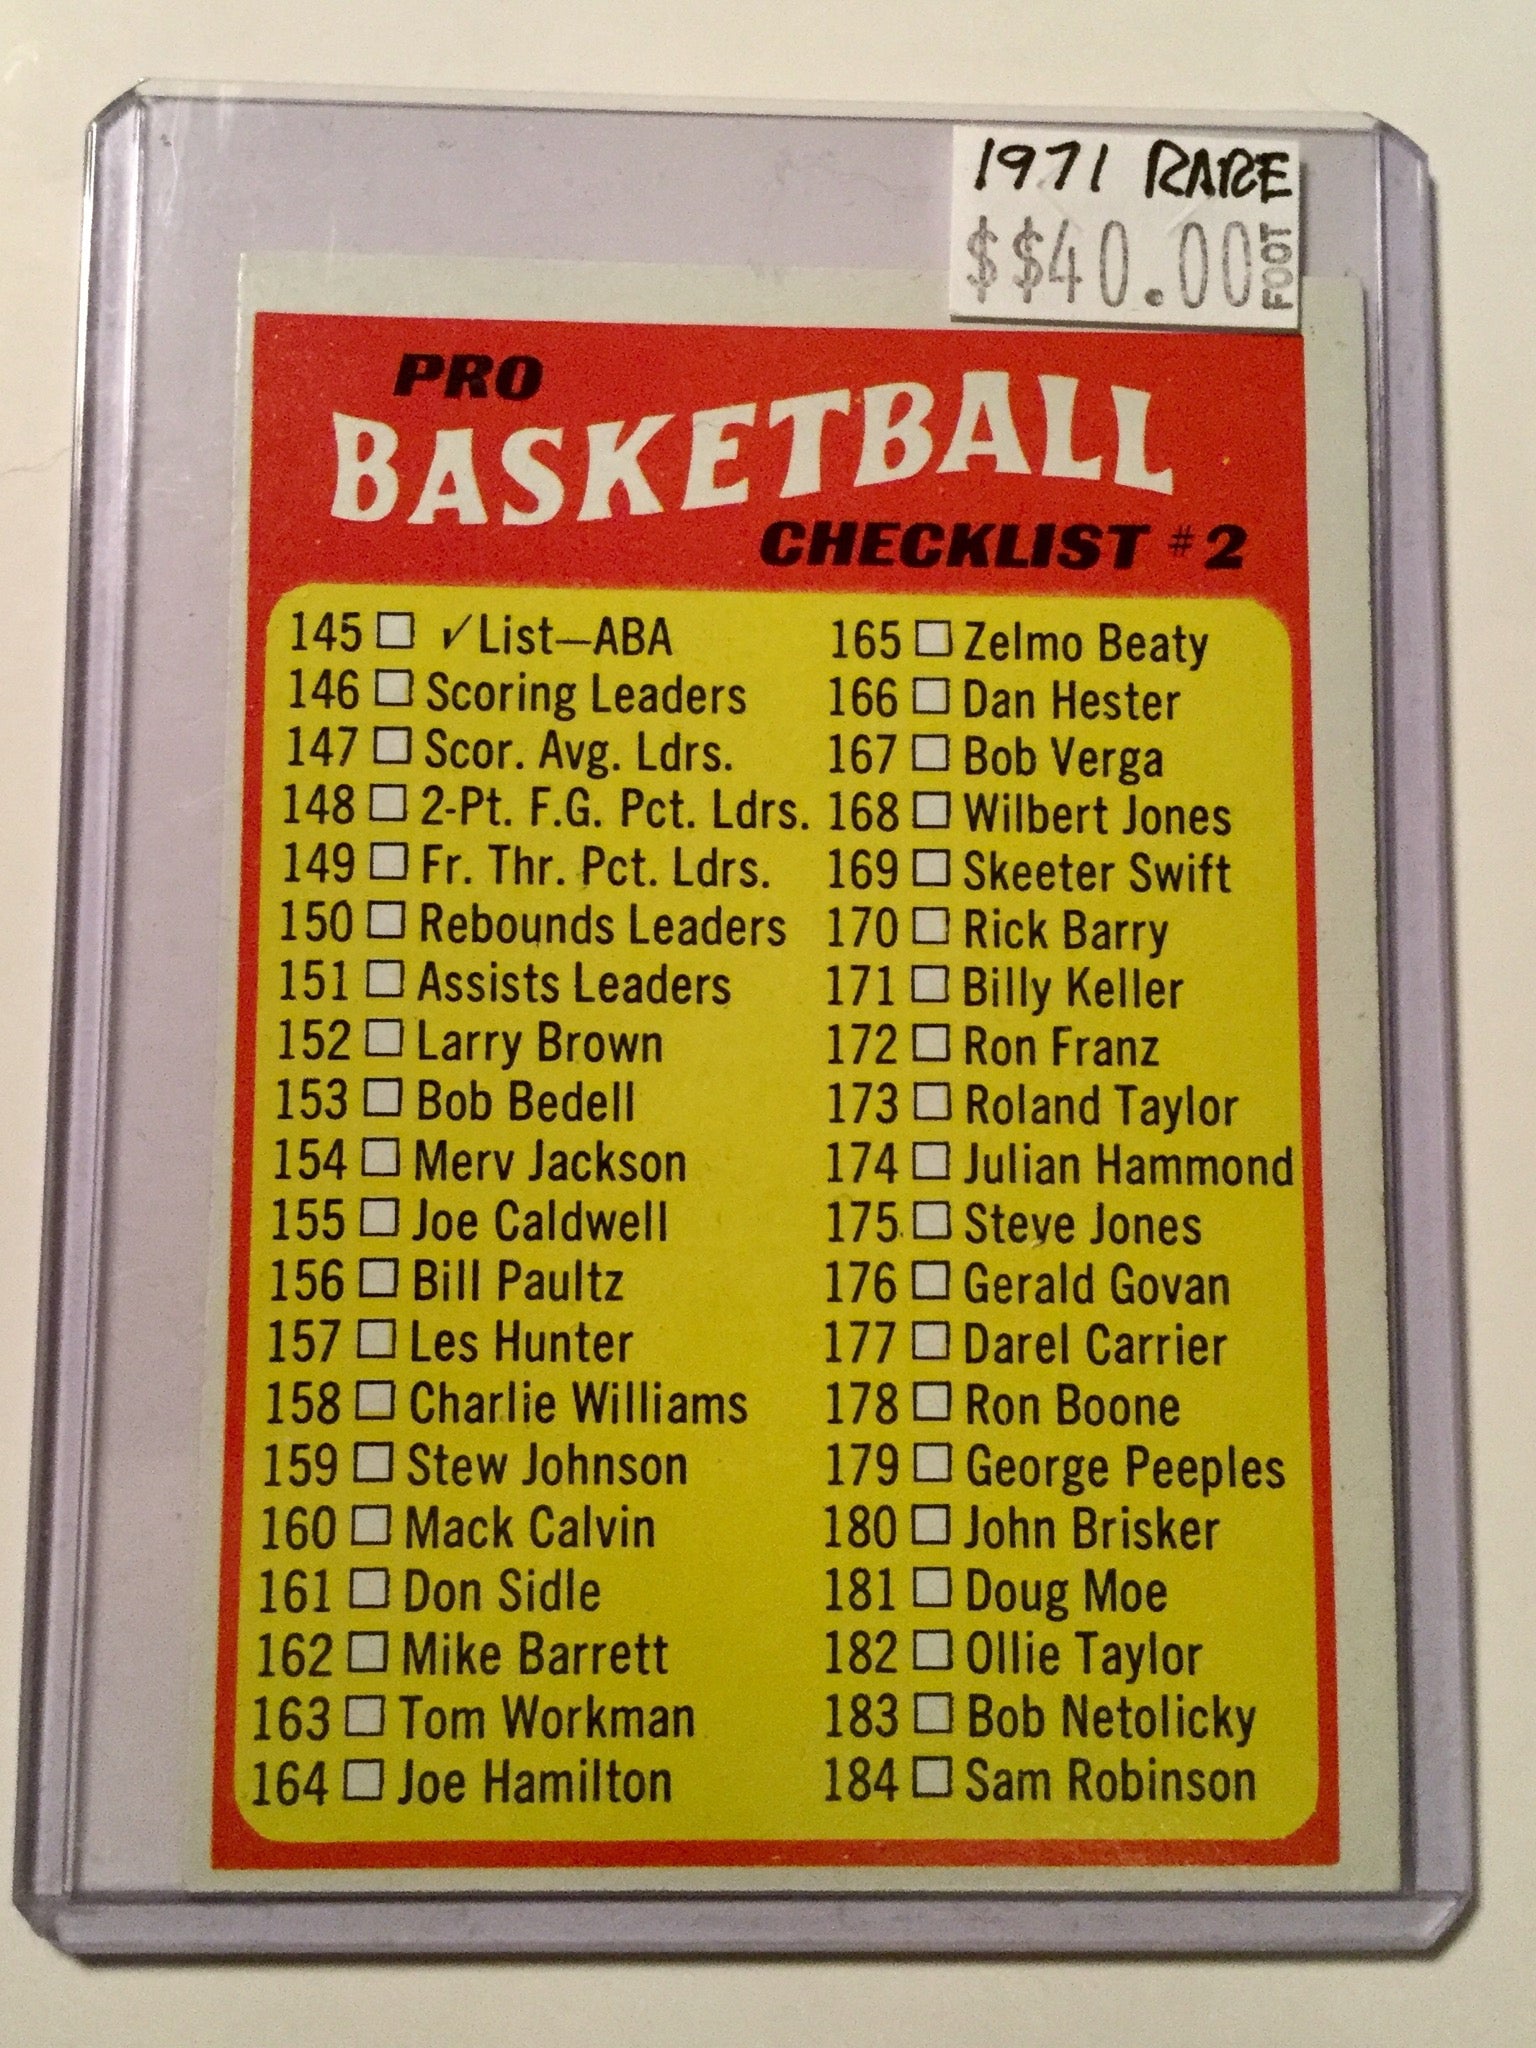 1971 RARE
$$40.00
FOOT
PRO
BASKETBALL
CHECKLIST #2
145 ☐ ✓List—ABA
146 ☐ Scoring Leaders
147 ☐ Scor. Avg. Ldrs.
148 ☐ 2-Pt. F.G. Pct. Ldrs.
149 ☐ Fr. Thr. Pct. Ldrs.
150 ☐ Rebounds Leaders
151 ☐ Assists Leaders
152 ☐ Larry Brown
153 ☐ Bob Bedell
154 ☐ Merv Jackson
155 ☐ Joe Caldwell
156 ☐ Bill Paultz
157 ☐ Les Hunter
158 ☐ Charlie Williams
159 ☐ Stew Johnson
160 ☐ Mack Calvin
161 ☐ Don Sidle
162 ☐ Mike Barrett
163 ☐ Tom Workman
164 ☐ Joe Hamilton
165 ☐ Zelmo Beaty
166 ☐ Dan Hester
167 ☐ Bob Verga
168 ☐ Wilbert Jones
169 ☐ Skeeter Swift
170 ☐ Rick Barry
171 ☐ Billy Keller
172 ☐ Ron Franz
173 ☐ Roland Taylor
174 ☐ Julian Hammond
175 ☐ Steve Jones
176 ☐ Gerald Govan
177 ☐ Darel Carrier
178 ☐ Ron Boone
179 ☐ George Peeples
180 ☐ John Brisker
181 ☐ Doug Moe
182 ☐ Ollie Taylor
183 ☐ Bob Netolicky
184 ☐ Sam Robinson